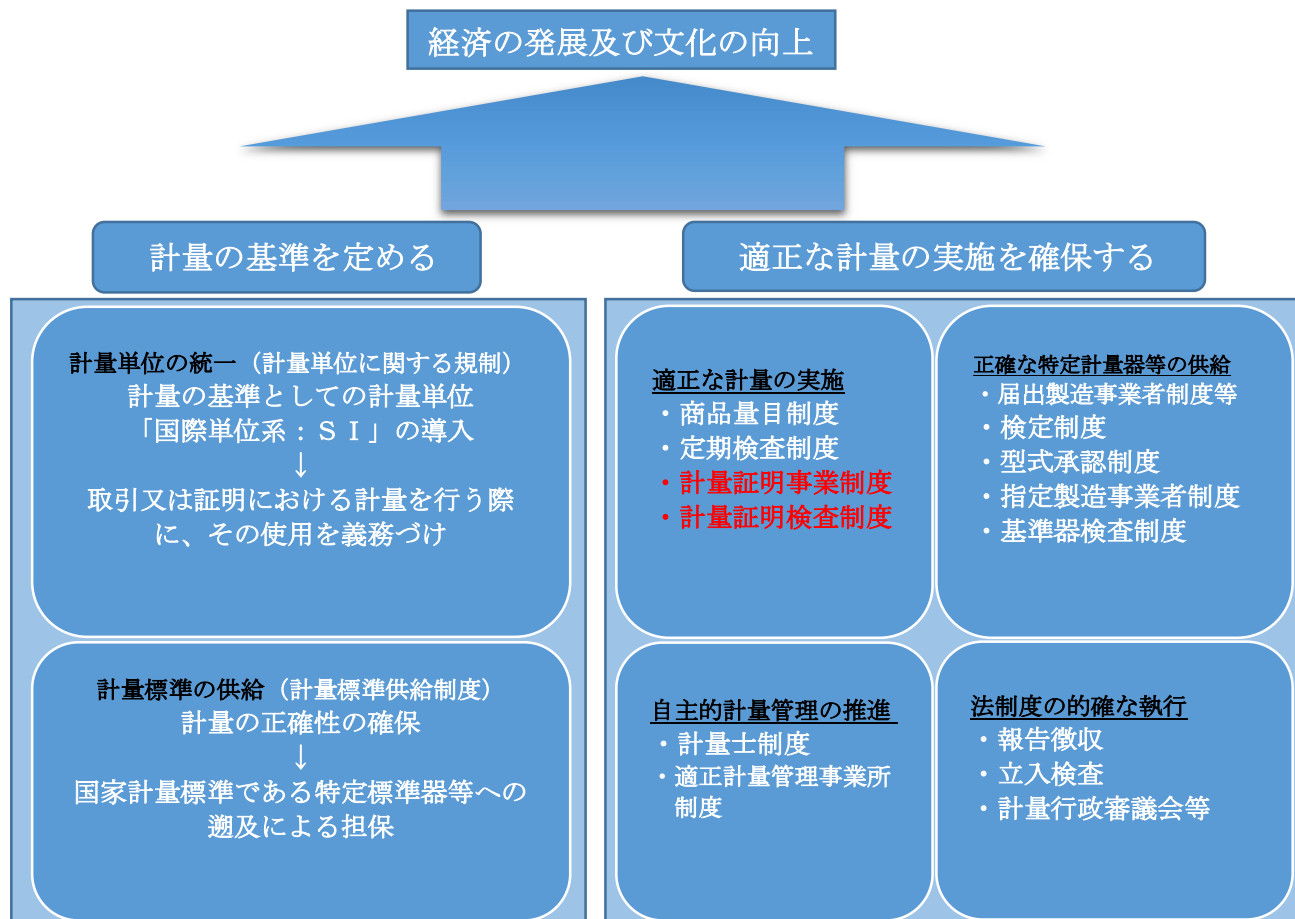 経済の発展及び文化の向上
計量の基準を定める
計量単位の統一（計量単位に関する規制）
計量の基準としての計量単位
「国際単位系：ＳＩ」の導入
↓
取引又は証明における計量を行う際
に、その使用を義務づけ
計量標準の供給（計量標準供給制度）
計量の正確性の確保
↓
国家計量標準である特定標準器等への
遡及による担保
適正な計量の実施を確保する
適正な計量の実施
・商品量目制度
・定期検査制度
・計量証明事業制度
・計量証明検査制度
正確な特定計量器等の供給
・届出製造事業者制度等
・検定制度
・型式承認制度
・指定製造事業者制度
・基準器検査制度
自主的計量管理の推進
・計量士制度
・適正計量管理事業所
制度
法制度の的確な執行
・報告徴収
・立入検査
・計量行政審議会等